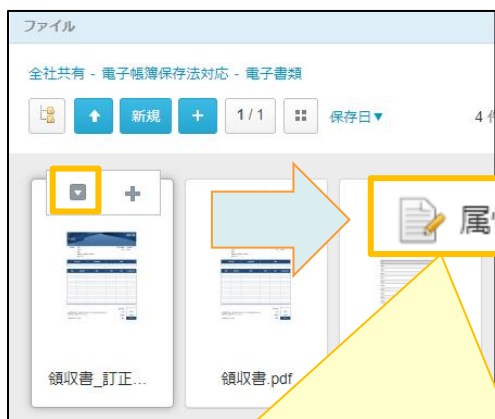 ファイル
全社共有 - 電子帳簿保存法対応 - 電子書類
新規 + 1 / 1 保存日▼ 4
属
領収書_訂正...
領収書.pdf